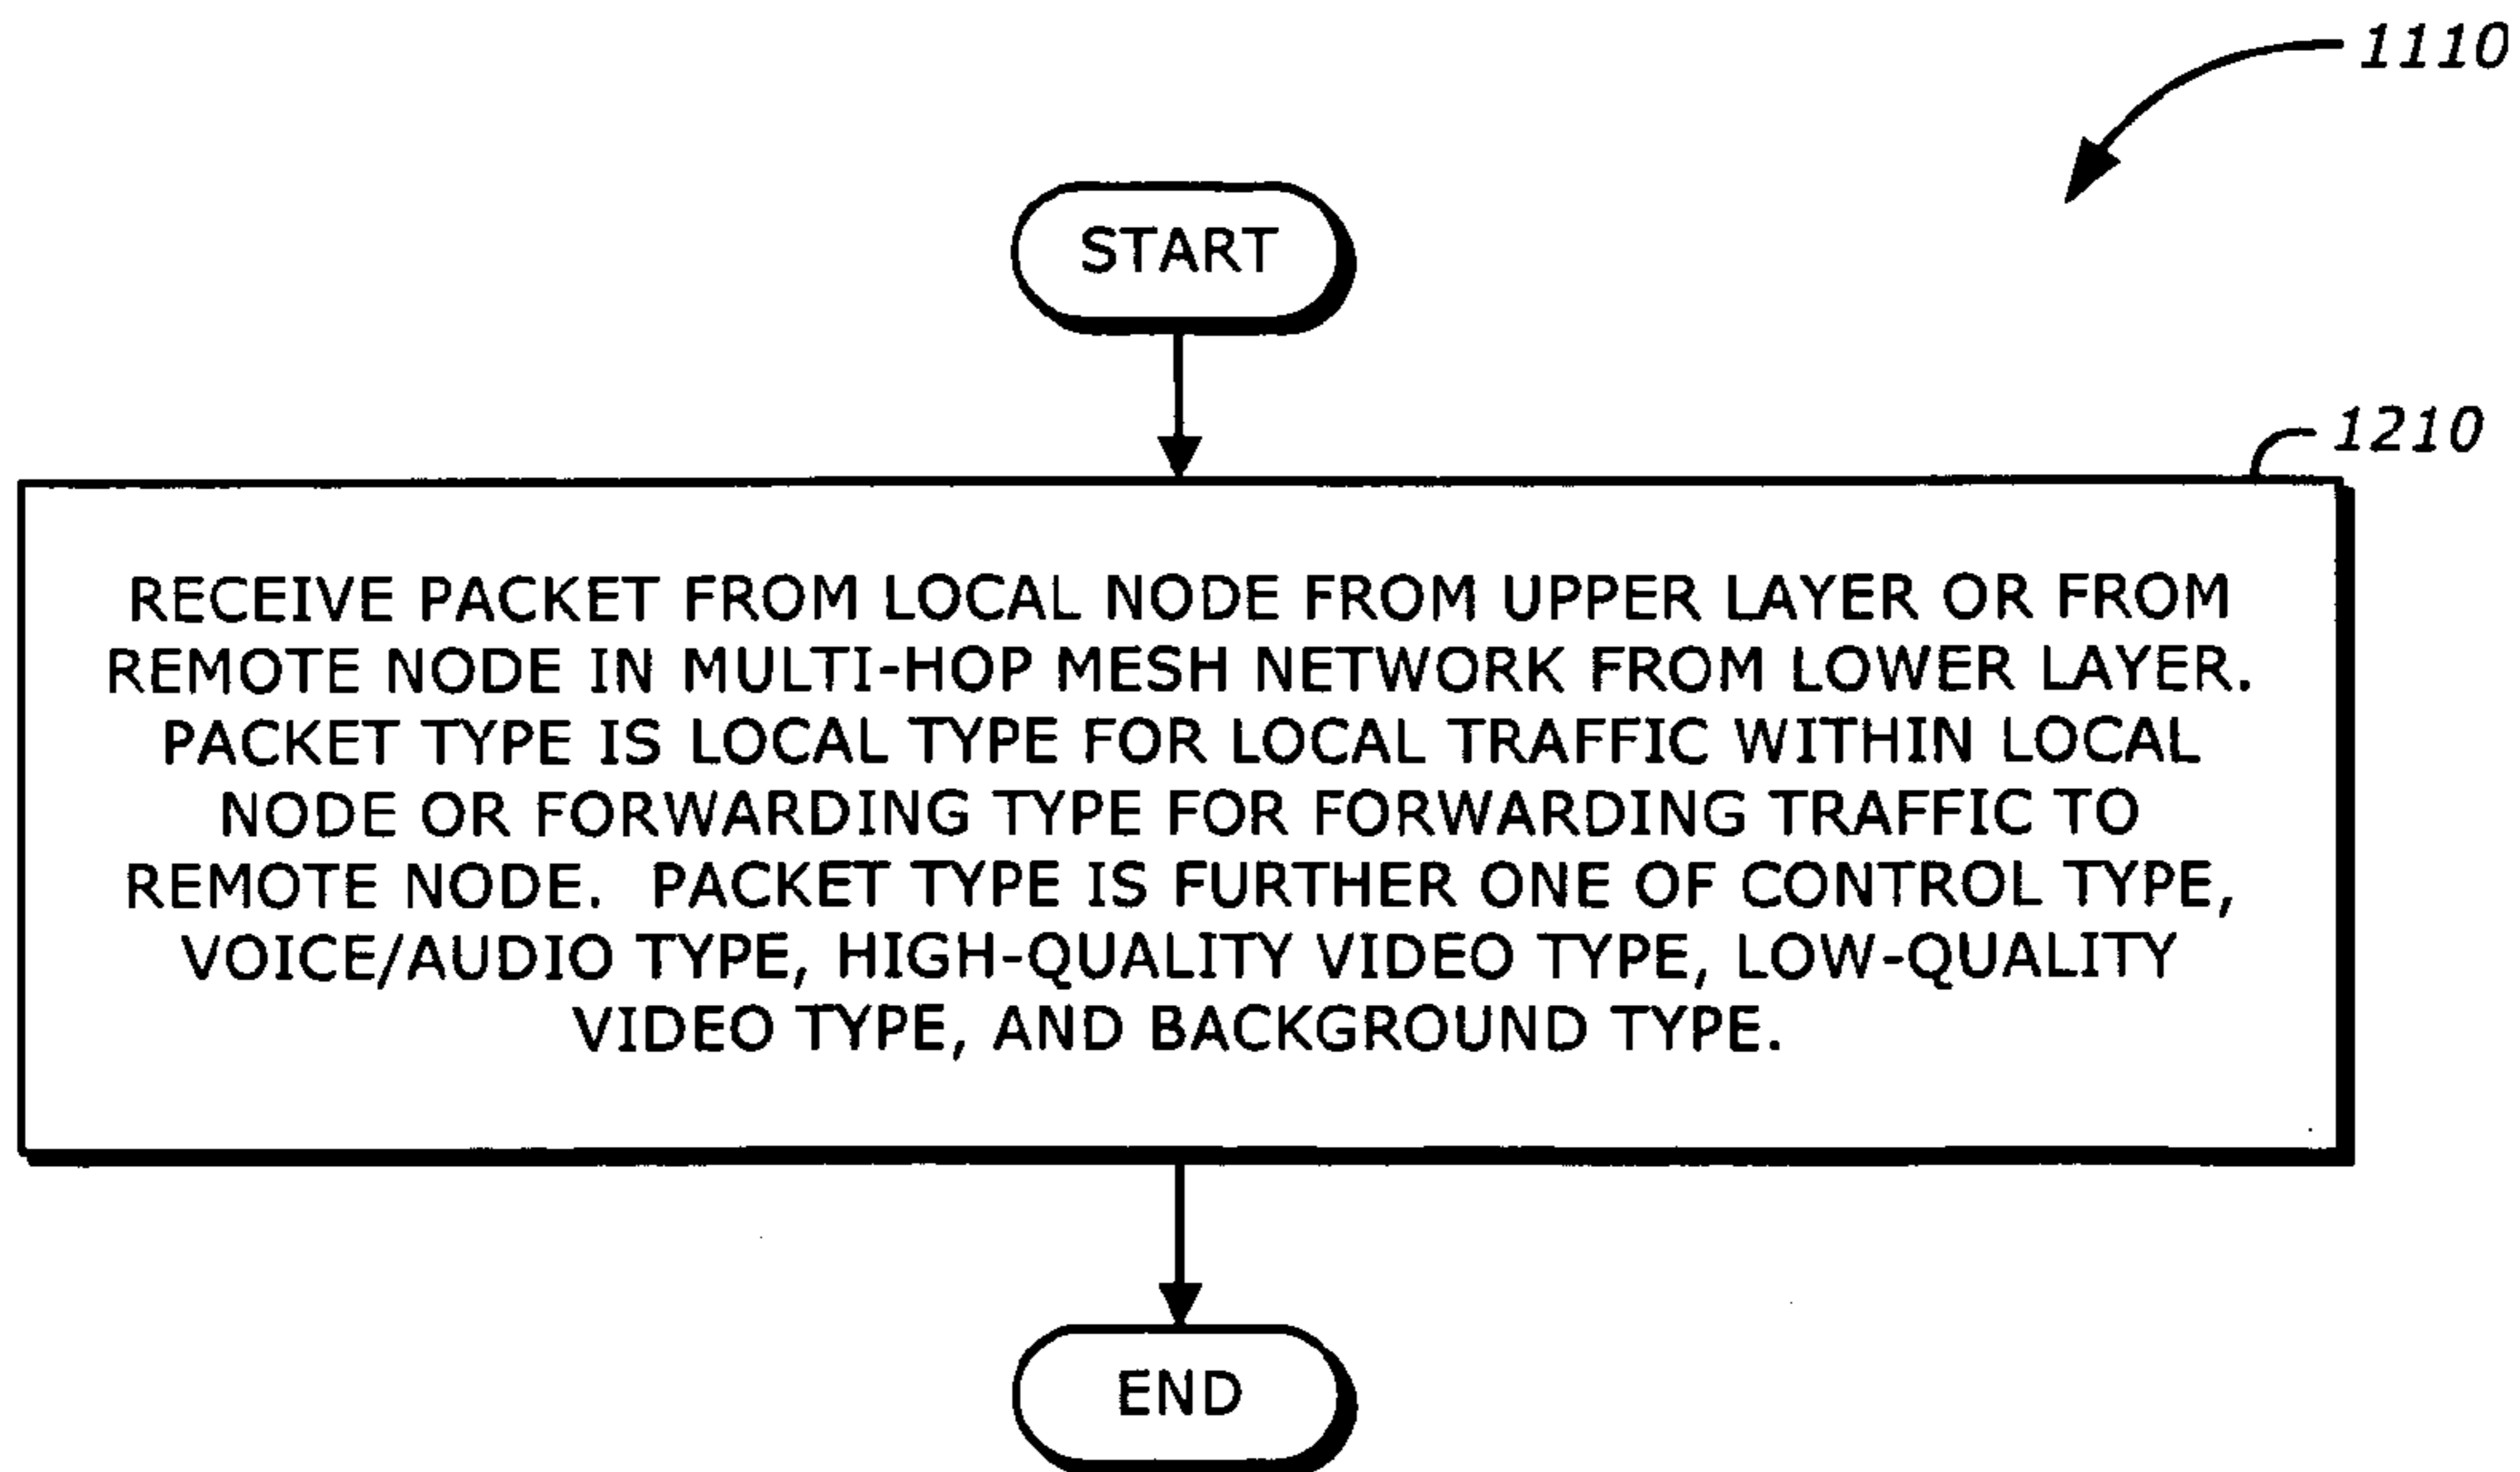 1110
START
1210
RECEIVE PACKET FROM LOCAL NODE FROM UPPER LAYER OR FROM
REMOTE NODE IN MULTI-HOP MESH NETWORK FROM LOWER LAYER.
PACKET TYPE IS LOCAL TYPE FOR LOCAL TRAFFIC WITHIN LOCAL
NODE OR FORWARDING TYPE FOR FORWARDING TRAFFIC TO
REMOTE NODE. PACKET TYPE IS FURTHER ONE OF CONTROL TYPE,
VOICE/AUDIO TYPE, HIGH-QUALITY VIDEO TYPE, LOW-QUALITY
VIDEO TYPE, AND BACKGROUND TYPE.
END